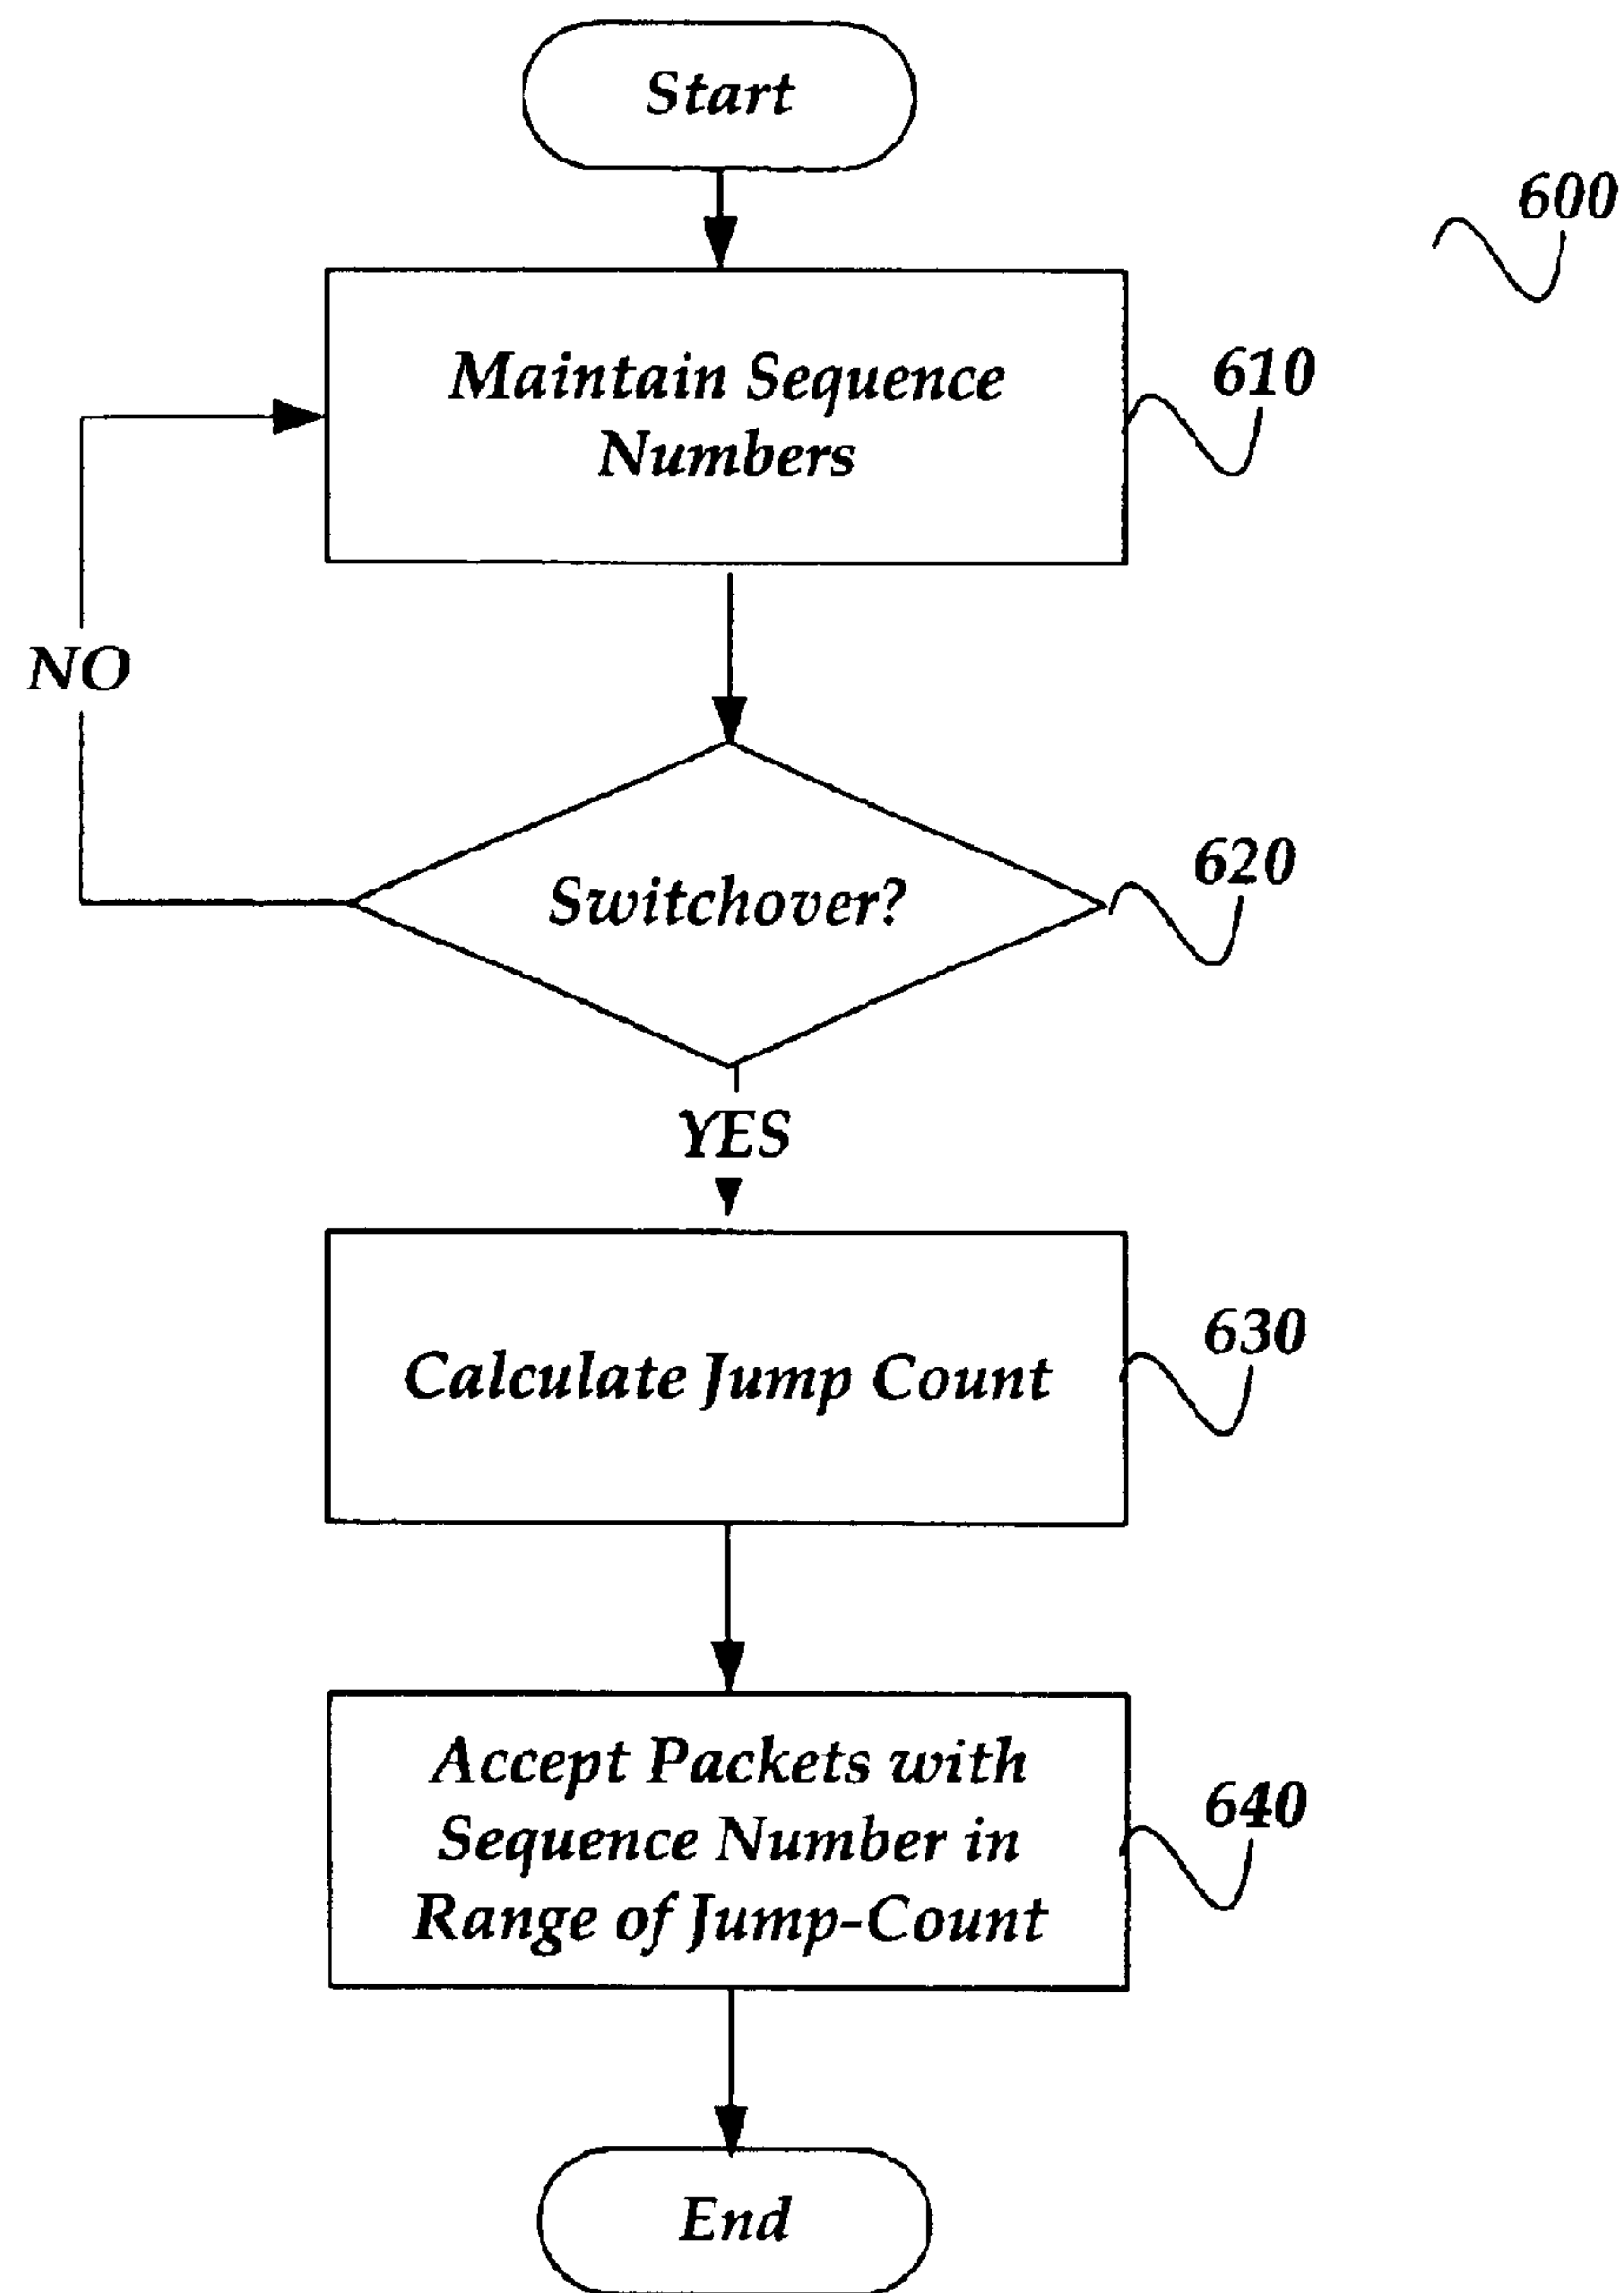 Start
600
Maintain Sequence
Numbers
610
NO
Switchover?
620
YES
Calculate Jump Count
630
Accept Packets with
Sequence Number in
Range of Jump-Count
640
End